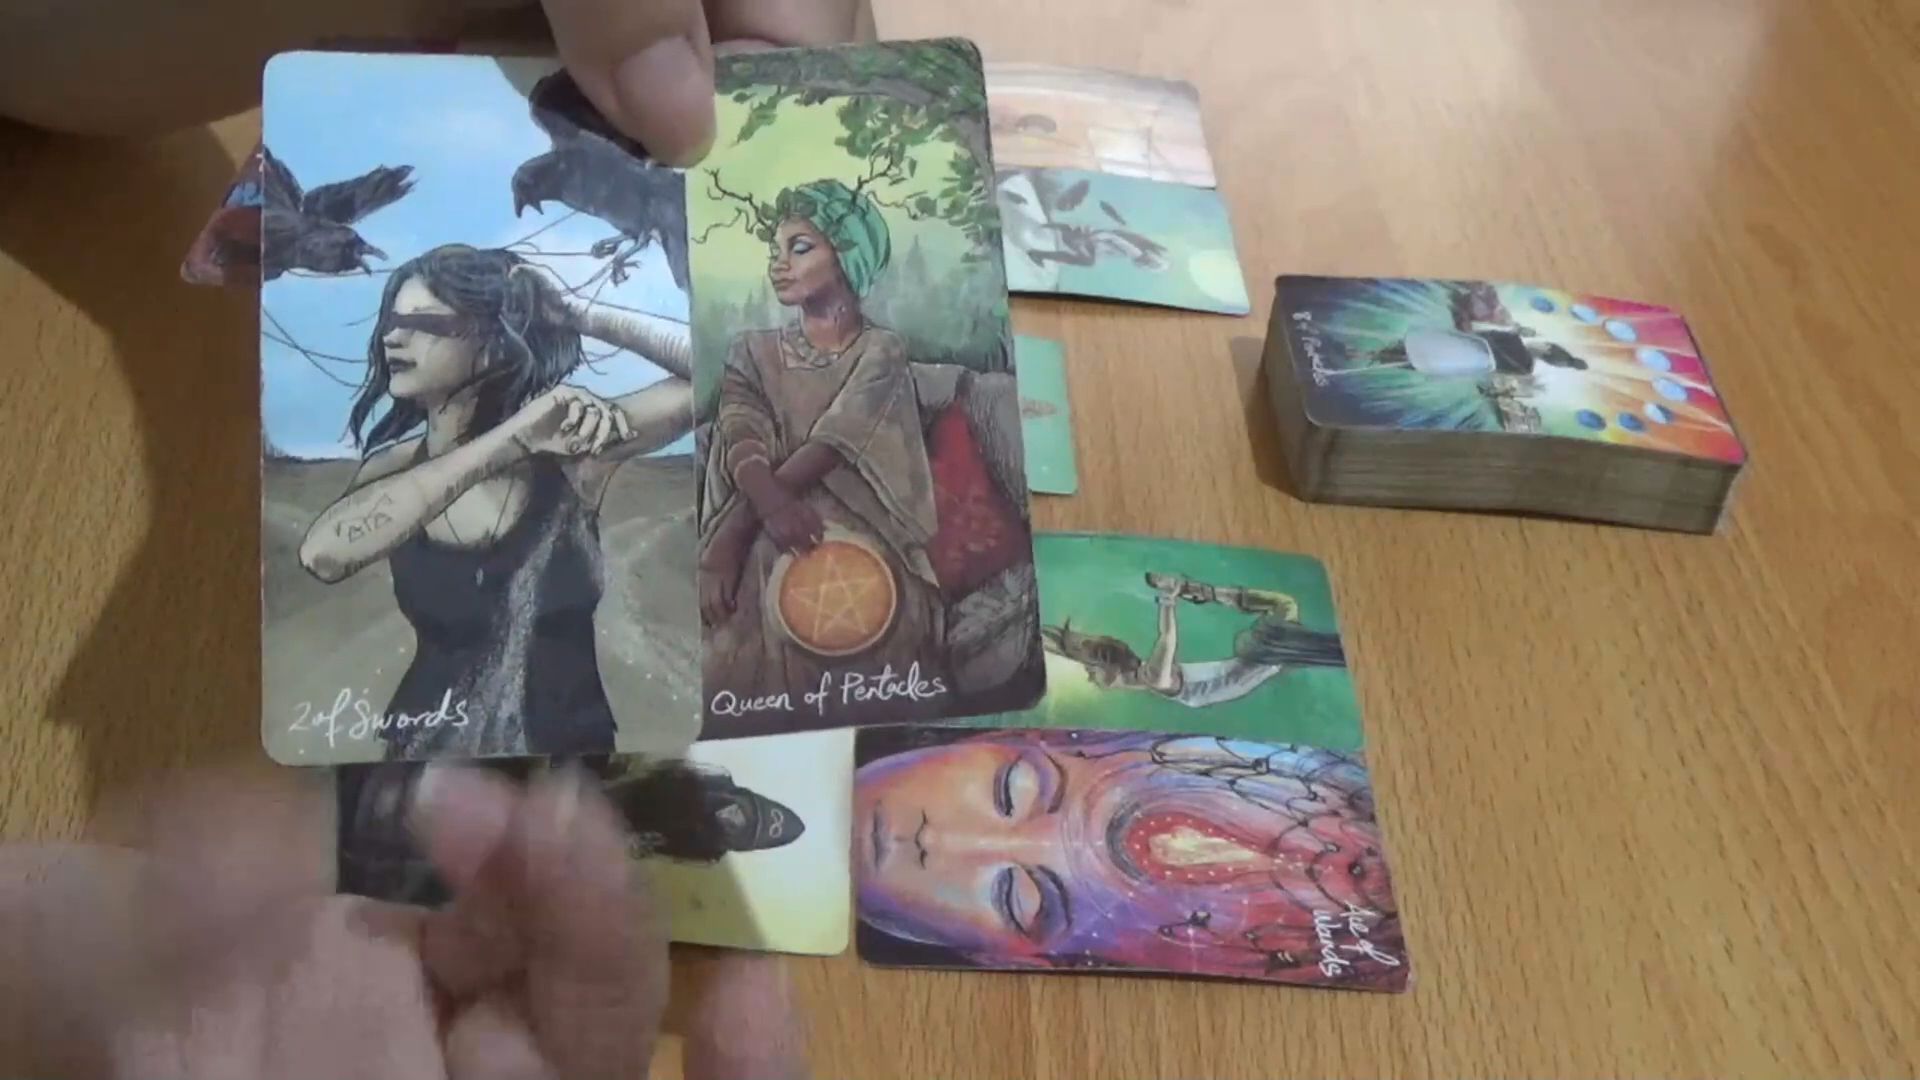 2 of Swords
Queen of Pentacles
8 of Pentacles
Ace of
Wands